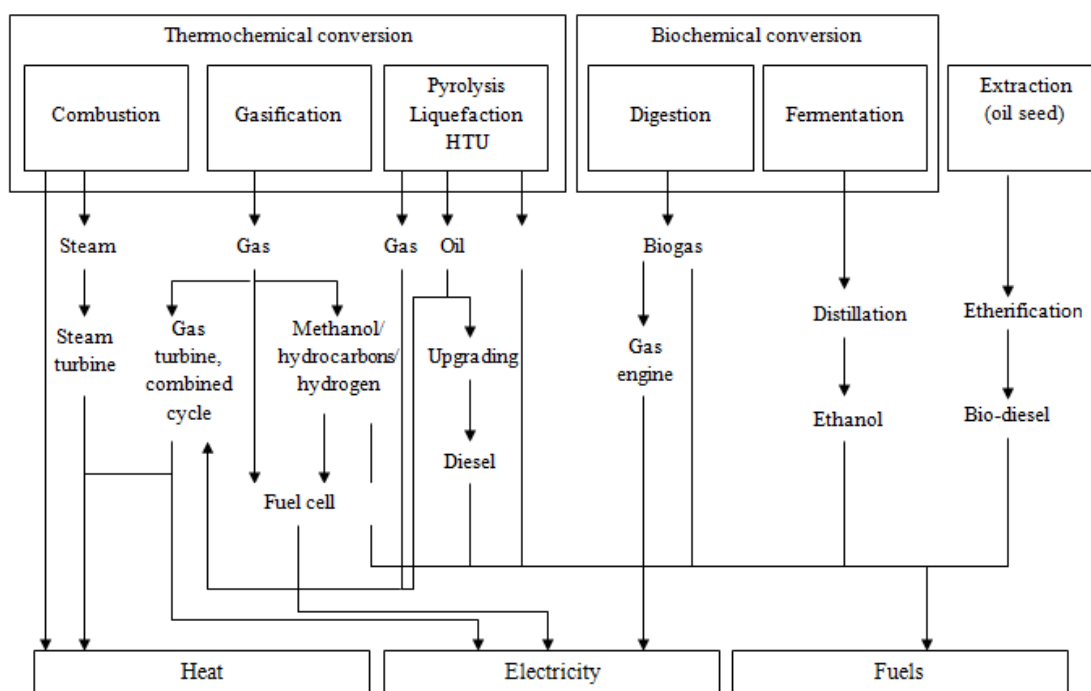 Thermochemical conversion
Biochemical conversion
Combustion
Gasification
Pyrolysis
Liquefaction
HTU
Digestion
Fermentation
Extraction
(oil seed)
Steam
Gas
Gas
Oil
Biogas
Steam
turbine
Gas
turbine,
combined
cycle
Methanol/
hydrocarbons/
hydrogen
Upgrading
Gas
engine
Distillation
Etherification
Diesel
Ethanol
Bio-diesel
Fuel cell
Heat
Electricity
Fuels